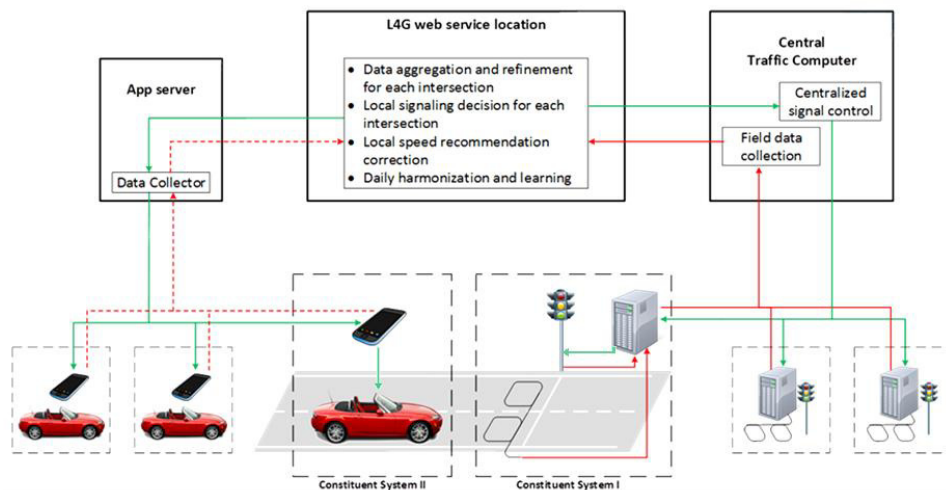 App server
Data Collector
L4G web service location
• Data aggregation and refinement
for each intersection
• Local signaling decision for each
intersection
• Local speed recommendation
correction
• Daily harmonization and learning
Central
Traffic Computer
Centralized
signal control
Field data
collection
Constituent System II
Constituent System I